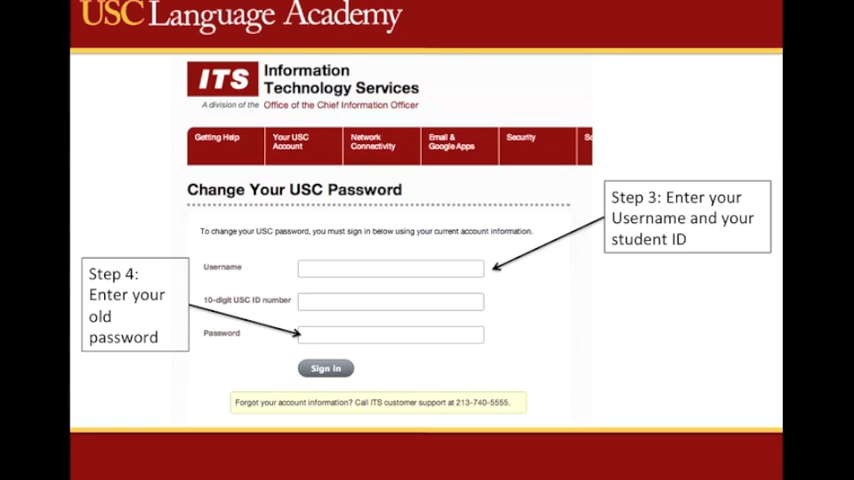 USC Language Academy
ITS Information
Technology Services
A division of the Office of the Chief Information Officer
Getting Help
Your USC
Account
Network
Connectivity
Email &
Google Apps
Security
Change Your USC Password
To change your USC password, you must sign in below using your current account information.
Step 3: Enter your
Username and your
student ID
Username
10-digit USC ID number
Password
Step 4:
Enter your
old
password
Sign in
Forgot your account information? Call ITS customer support at 213-740-5555.